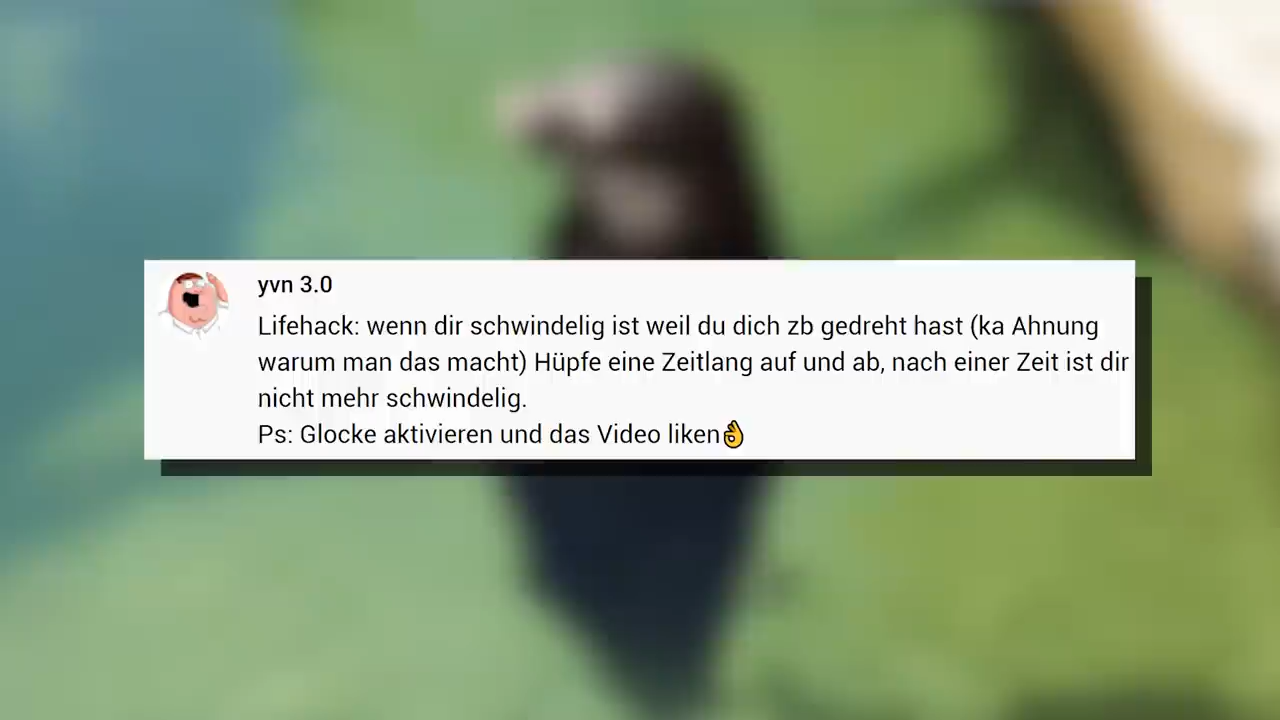 yvn 3.0
Lifehack: wenn dir schwindelig ist weil du dich zb gedreht hast (ka Ahnung
warum man das macht) Hüpfe eine Zeitlang auf und ab, nach einer Zeit ist dir
nicht mehr schwindelig.
Ps: Glocke aktivieren und das Video liken👌